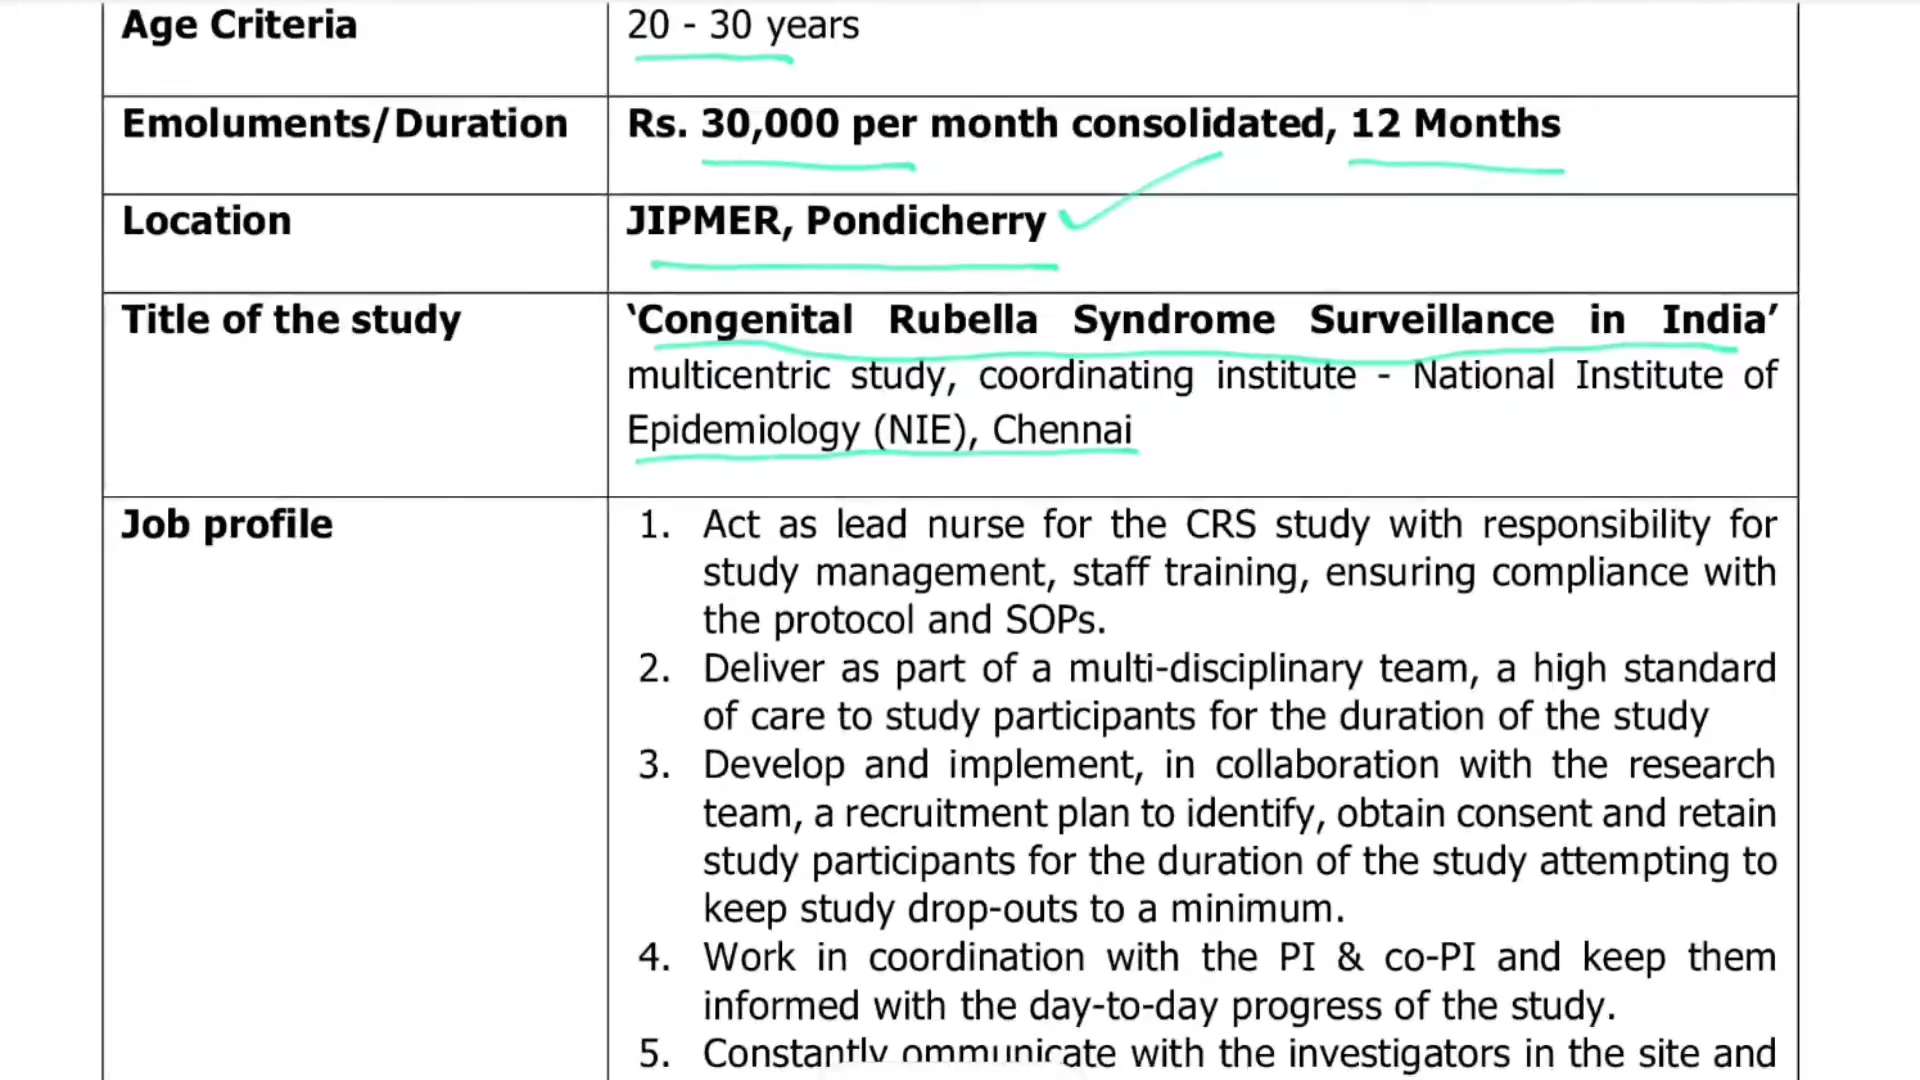 Age Criteria
20 - 30 years
Emoluments/Duration
Rs. 30,000 per month consolidated, 12 Months
Location
JIPMER, Pondicherry
Title of the study
‘Congenital Rubella Syndrome Surveillance in India’
multicentric study, coordinating institute - National Institute of
Epidemiology (NIE), Chennai
Job profile
1. Act as lead nurse for the CRS study with responsibility for
study management, staff training, ensuring compliance with
the protocol and SOPs.
2. Deliver as part of a multi-disciplinary team, a high standard
of care to study participants for the duration of the study
3. Develop and implement, in collaboration with the research
team, a recruitment plan to identify, obtain consent and retain
study participants for the duration of the study attempting to
keep study drop-outs to a minimum.
4. Work in coordination with the PI & co-PI and keep them
informed with the day-to-day progress of the study.
5. Constantly ommunicate with the investigators in the site and